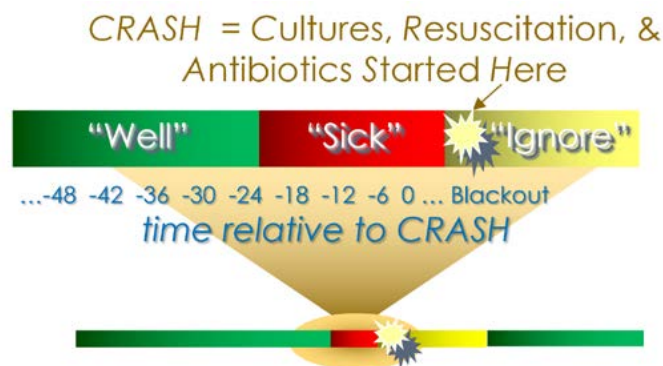 CRASH = Cultures, Resuscitation, &
Antibiotics Started Here
“Well” “Sick” “Ignore”
...-48 -42 -36 -30 -24 -18 -12 -6 0 ... Blackout
time relative to CRASH